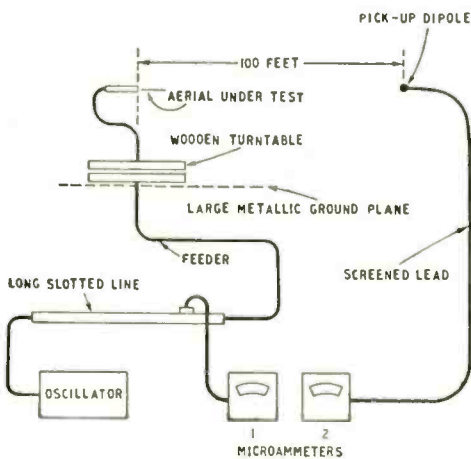 PICK-UP DIPOLE
100 FEET
AERIAL UNDER TEST
WOODEN TURNTABLE
LARGE METALLIC GROUND PLANE
FEEDER
SCREENED LEAD
LONG SLOTTED LINE
OSCILLATOR
1 2
MICROAMMETERS